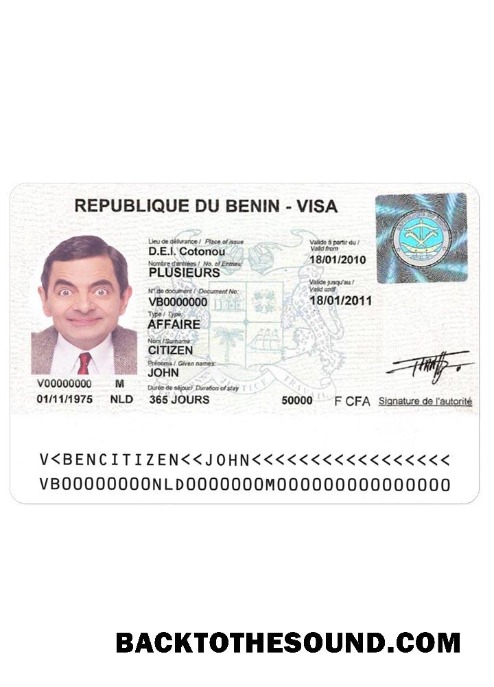 REPUBLIQUE DU BENIN - VISA
Lieu de délivrance / Place of issue
D.E.I. Cotonou
Nombre d'entrées / No. of Entries
PLUSIEURS
N° de document / Document No.
VB0000000
Type / Type
AFFAIRE
Nom / Surname
CITIZEN
Prénoms / Given names
JOHN
Durée de séjour / Duration of stay
365 JOURS
Valide à partir du /
Valid from
18/01/2010
Valide jusqu'au /
Valid until
18/01/2011
V00000000 M
01/11/1975 NLD
50000 F CFA Signature de l'autorité
V<BENCITIZEN<<JOHN<<<<<<<<<<<<<<<<<<
VB00000000NLD0000000M000000000000000
BACKTOTHESOUND.COM